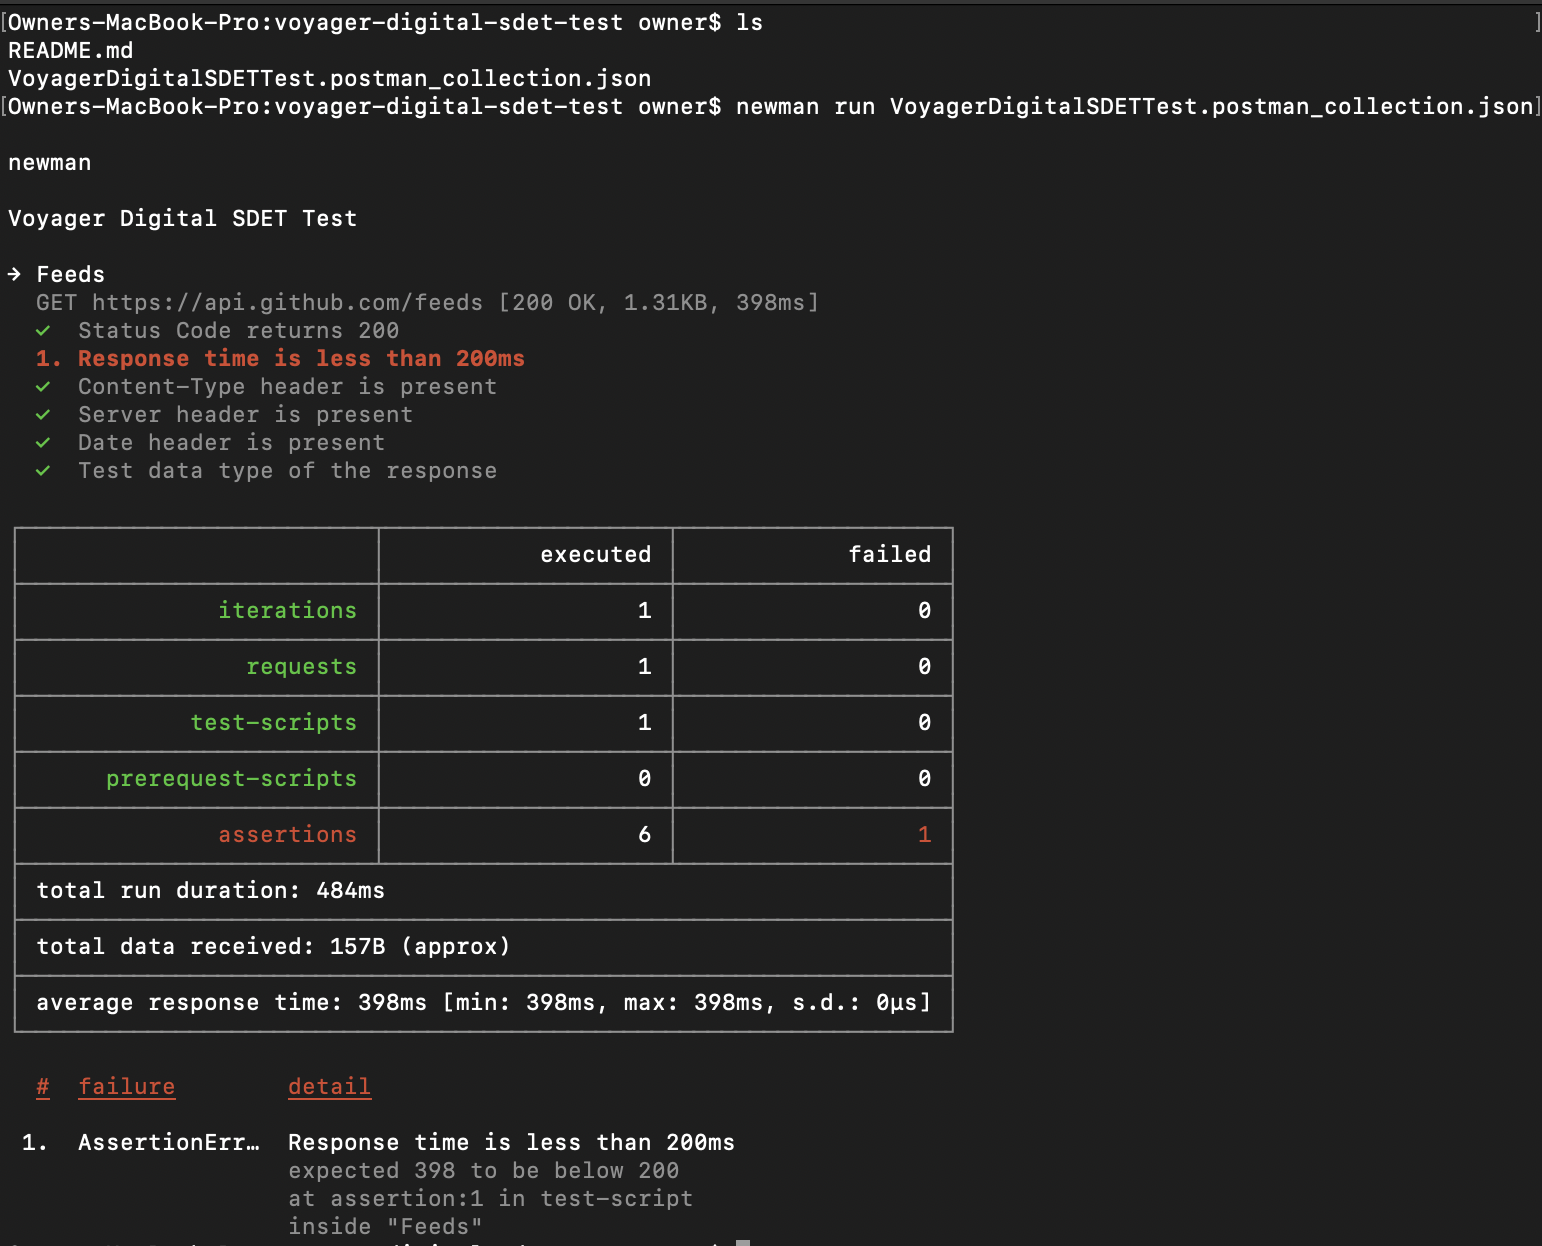 [Owners-MacBook-Pro:voyager-digital-sdet-test owner$ ls ]
README.md
VoyagerDigitalSDETTest.postman_collection.json
[Owners-MacBook-Pro:voyager-digital-sdet-test owner$ newman run VoyagerDigitalSDETTest.postman_collection.json]
newman
Voyager Digital SDET Test
→ Feeds
GET https://api.github.com/feeds [200 OK, 1.31KB, 398ms]
✓ Status Code returns 200
1. Response time is less than 200ms
✓ Content-Type header is present
✓ Server header is present
✓ Date header is present
✓ Test data type of the response
executed failed
iterations 1 0
requests 1 0
test-scripts 1 0
prerequest-scripts 0 0
assertions 6 1
total run duration: 484ms
total data received: 157B (approx)
average response time: 398ms [min: 398ms, max: 398ms, s.d.: 0µs]
# failure detail
1. AssertionErr… Response time is less than 200ms
expected 398 to be below 200
at assertion:1 in test-script
inside "Feeds"